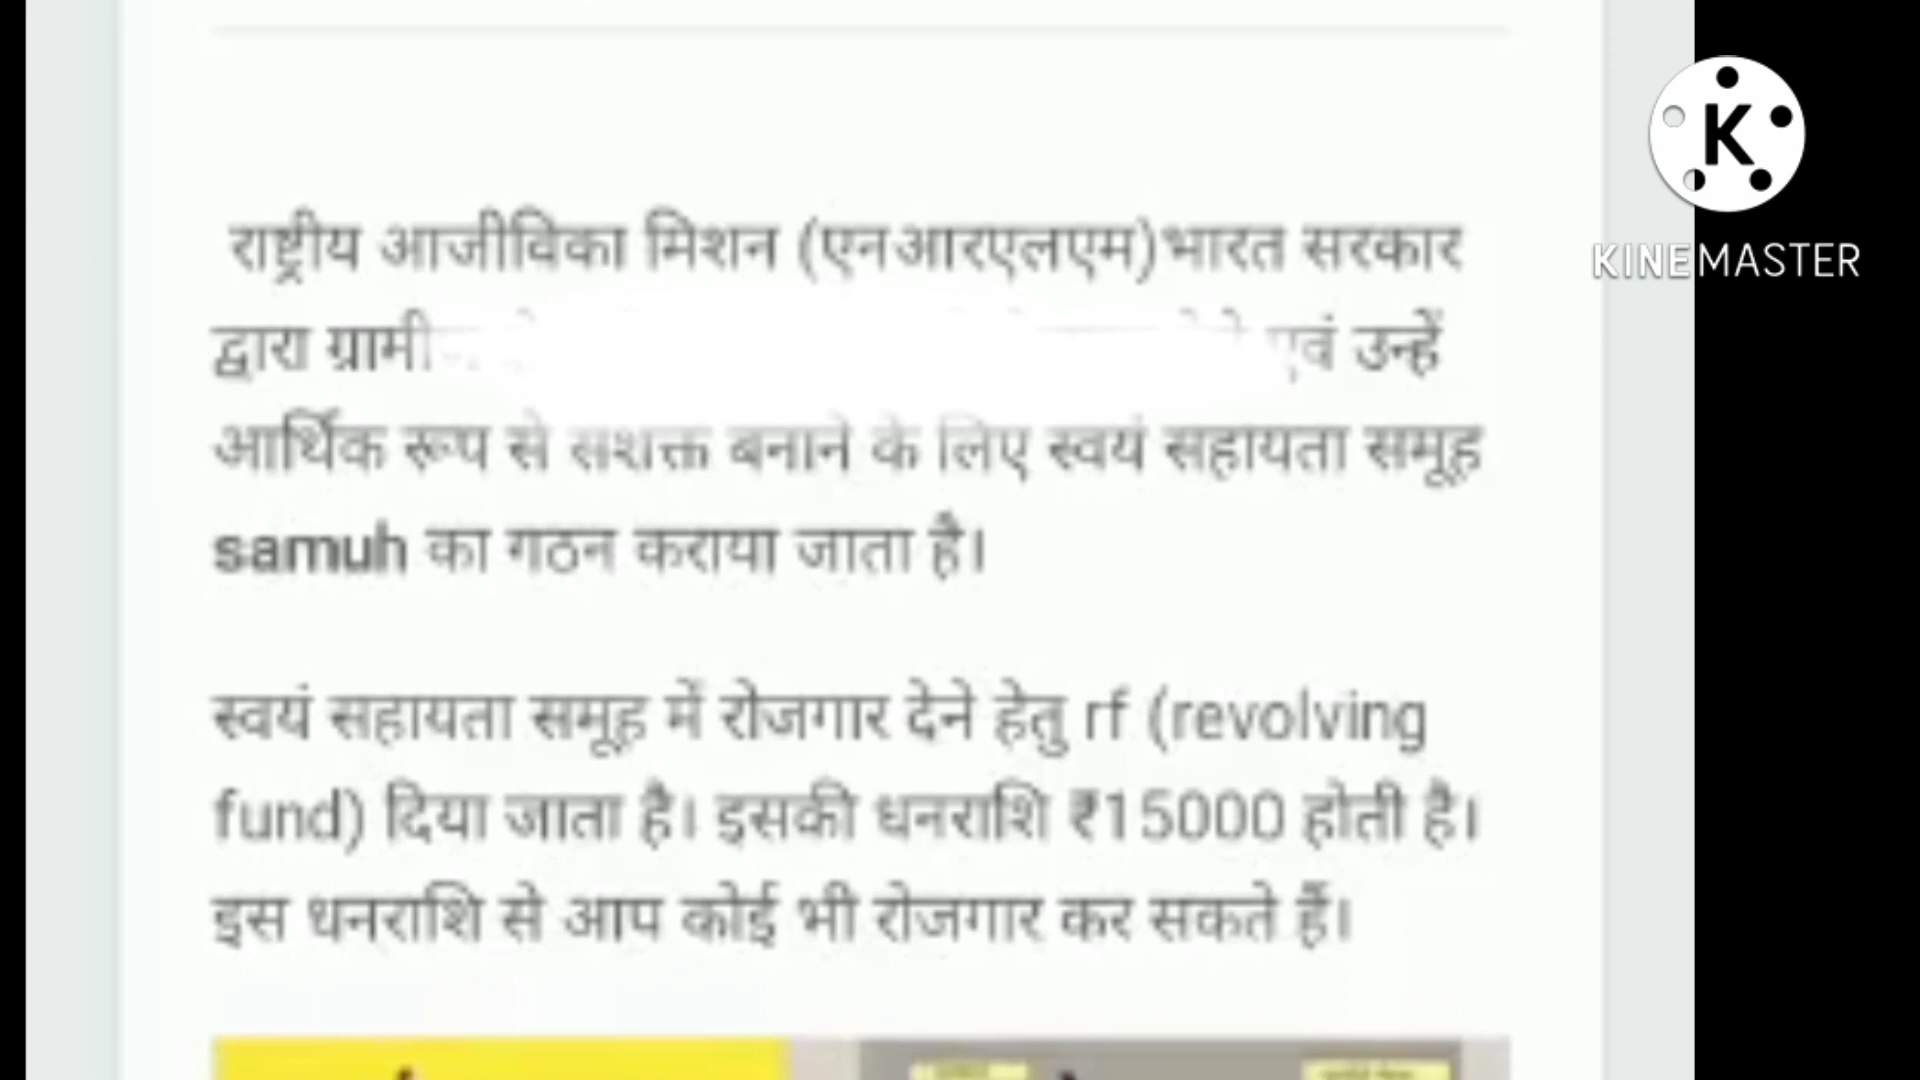 राष्ट्रीय आजीविका मिशन (एनआरएलएम)भारत सरकार
द्वारा एवं उन्हें
आर्थिक रूप से सशक्त बनाने के लिए स्वयं सहायता समूह
samuh का गठन कराया जाता है।
स्वयं सहायता समूह में रोजगार देने हेतु rf (revolving
fund) दिया जाता है। इसकी धनराशि ₹15000 होती है।
इस धनराशि से आप कोई भी रोजगार कर सकते हैं।
K
KINEMASTER